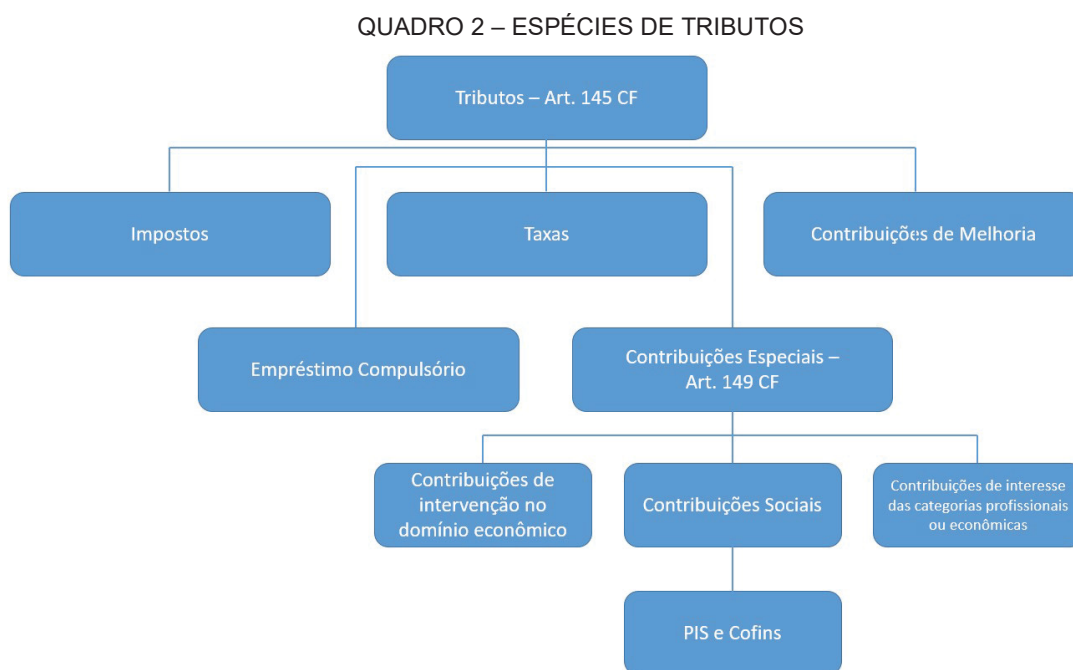 QUADRO 2 – ESPÉCIES DE TRIBUTOS
Tributos – Art. 145 CF
Impostos
Taxas
Contribuições de Melhoria
Empréstimo Compulsório
Contribuições Especiais –
Art. 149 CF
Contribuições de
intervenção no
domínio econômico
Contribuições Sociais
Contribuições de interesse
das categorias profissionais
ou econômicas
PIS e Cofins